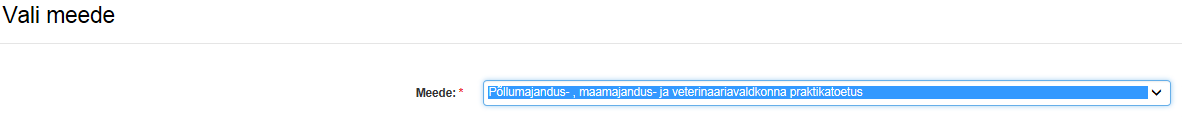 Vali meede
Meede: * Põllumajandus- , maamajandus- ja veterinaariavaldkonna praktikatoetus